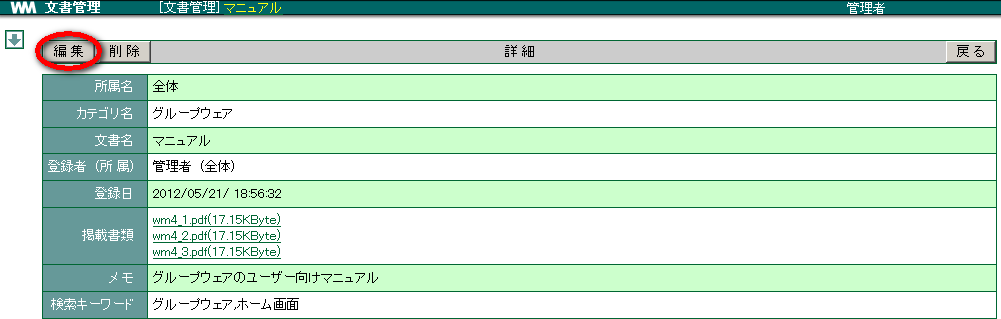 WM 文書管理 [文書管理] マニュアル 管理者
編集 削除 詳細 戻る
所属名 全体
カテゴリ名 グループウェア
文書名 マニュアル
登録者（所属） 管理者（全体）
登録日 2012/05/21/ 18:56:32
掲載書類 wm4_1.pdf(17.15KByte)
wm4_2.pdf(17.15KByte)
wm4_3.pdf(17.15KByte)
メモ グループウェアのユーザー向けマニュアル
検索キーワード グループウェア,ホーム画面